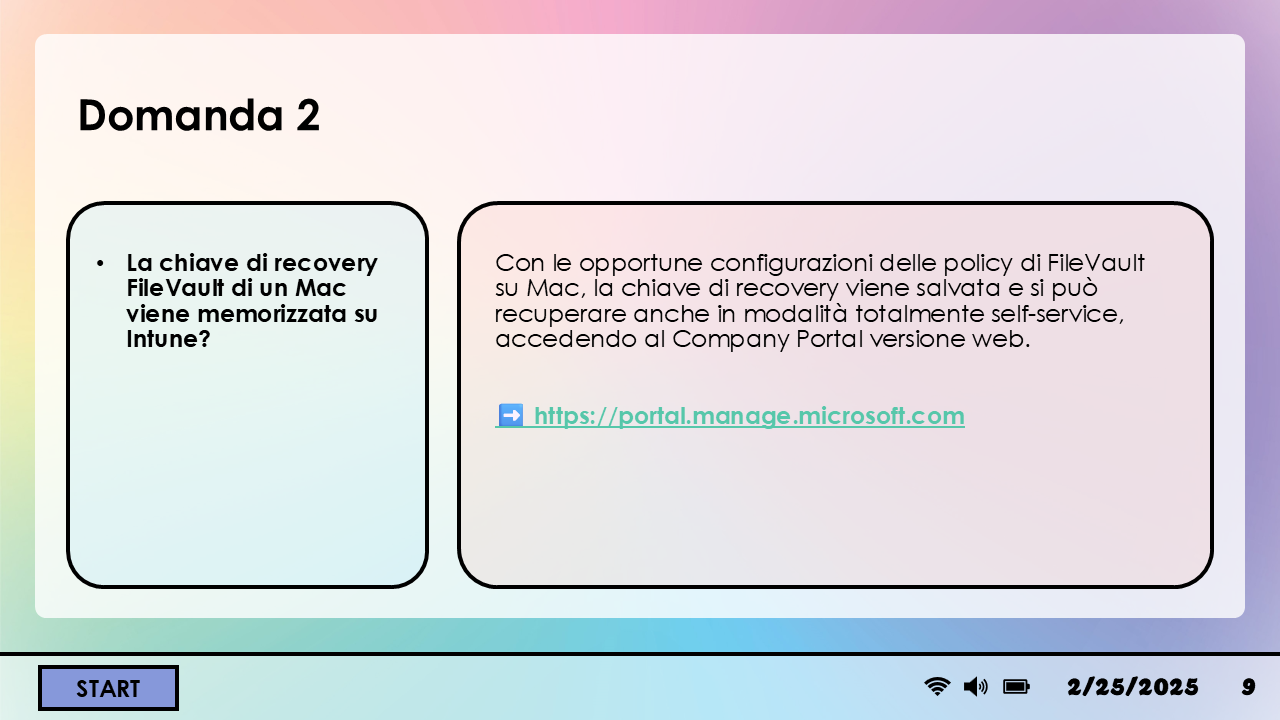 Domanda 2
• La chiave di recovery
FileVault di un Mac
viene memorizzata su
Intune?
Con le opportune configurazioni delle policy di FileVault
su Mac, la chiave di recovery viene salvata e si può
recuperare anche in modalità totalmente self-service,
accedendo al Company Portal versione web.
➡️ https://portal.manage.microsoft.com
START
2/25/2025
9